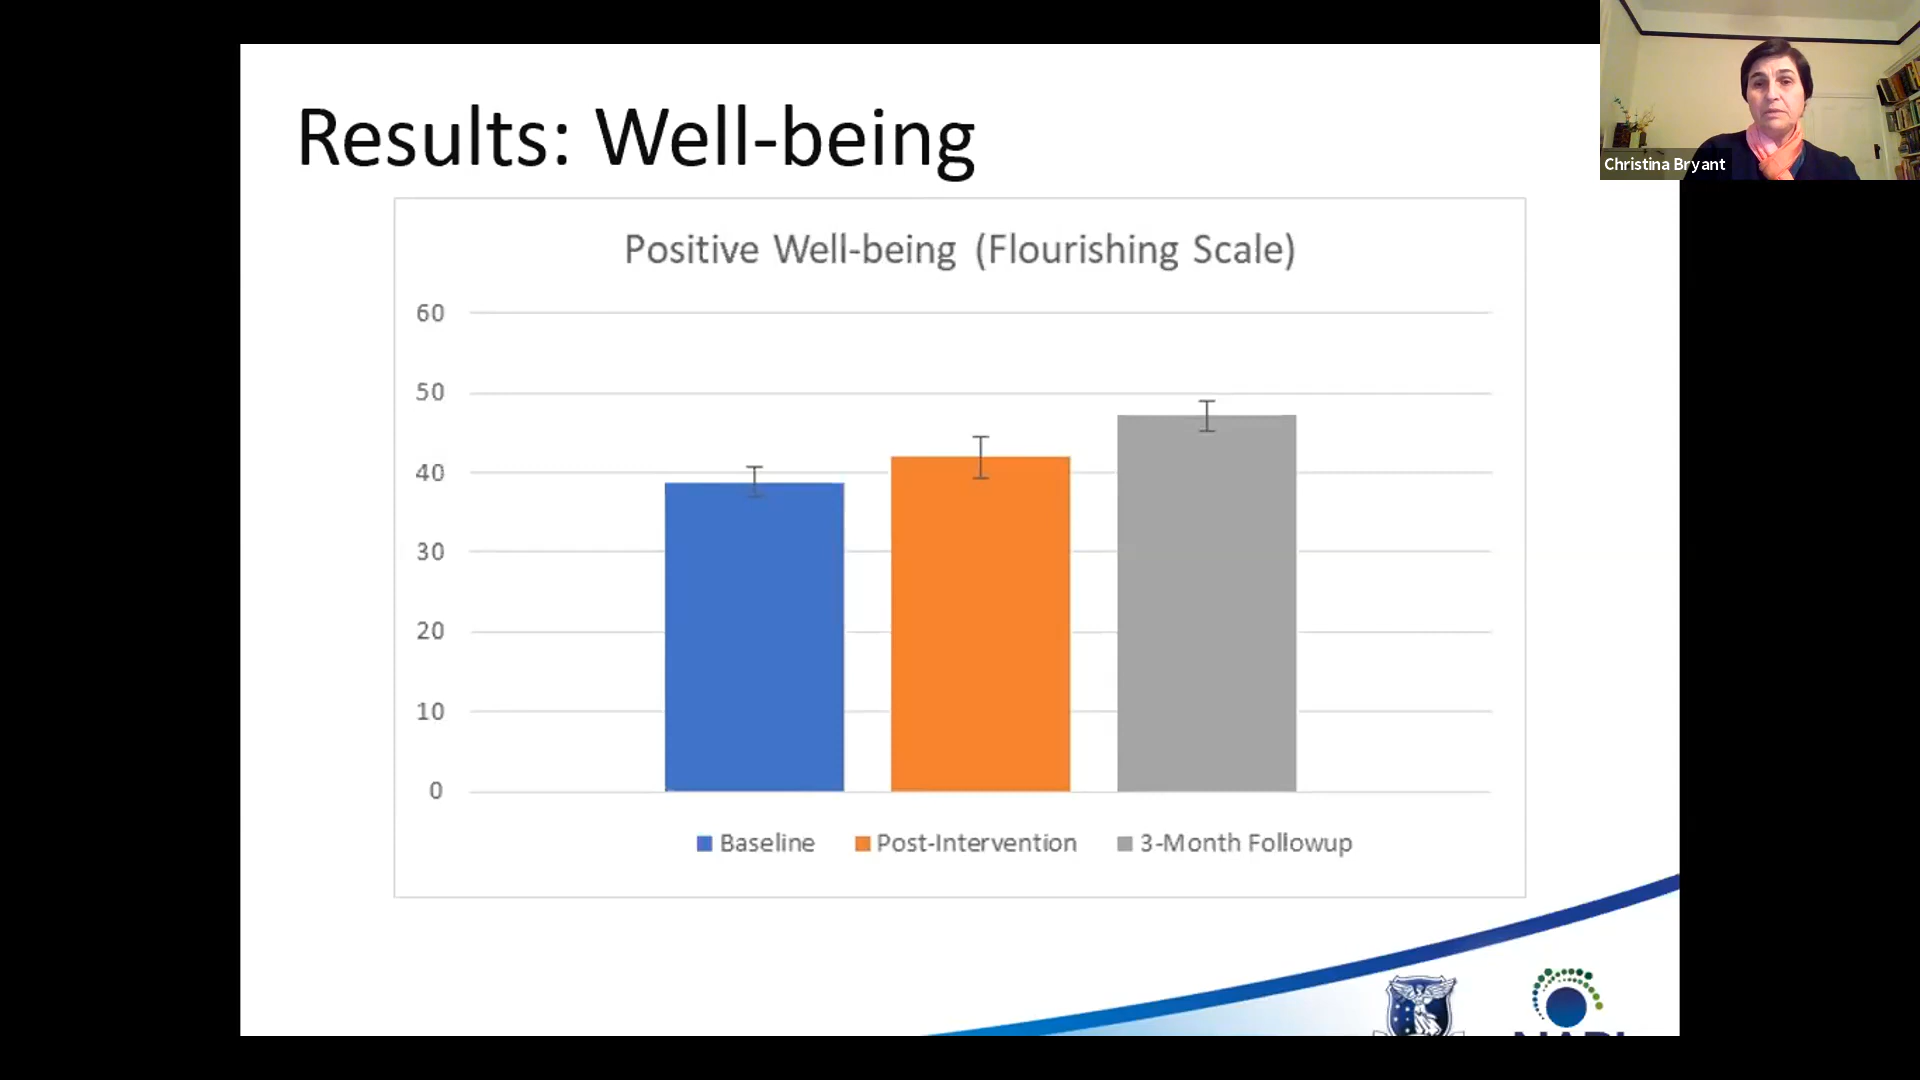 Results: Well-being
Christina Bryant
Positive Well-being (Flourishing Scale)
60
50
40
30
20
10
0
Baseline
Post-Intervention
3-Month Followup